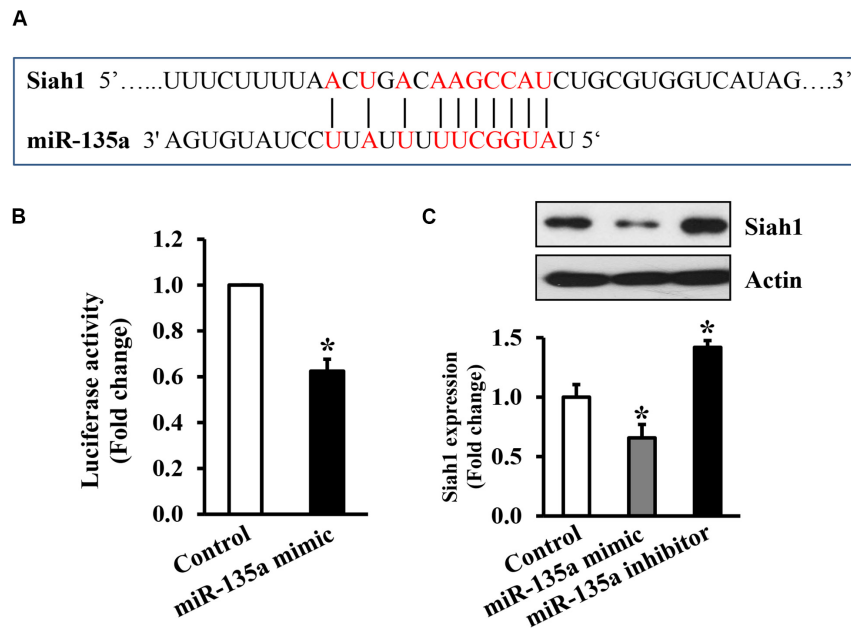 A
Siah1 5’…...UUUCUUUUAACUGACAAGCCAUCUGCGUGGUCAUAG….3’
miR-135a 3' AGUGUAUCCUUAUUUUUCGGUAU 5‘
B
1.2
1.0
0.8
0.6
0.4
0.2
0.0
Luciferase activity
(Fold change)
*
Control
miR-135a mimic
C
Siah1
Actin
1.5
1.0
0.5
0.0
Siah1 expression
(Fold change)
*
*
Control
miR-135a mimic
miR-135a inhibitor